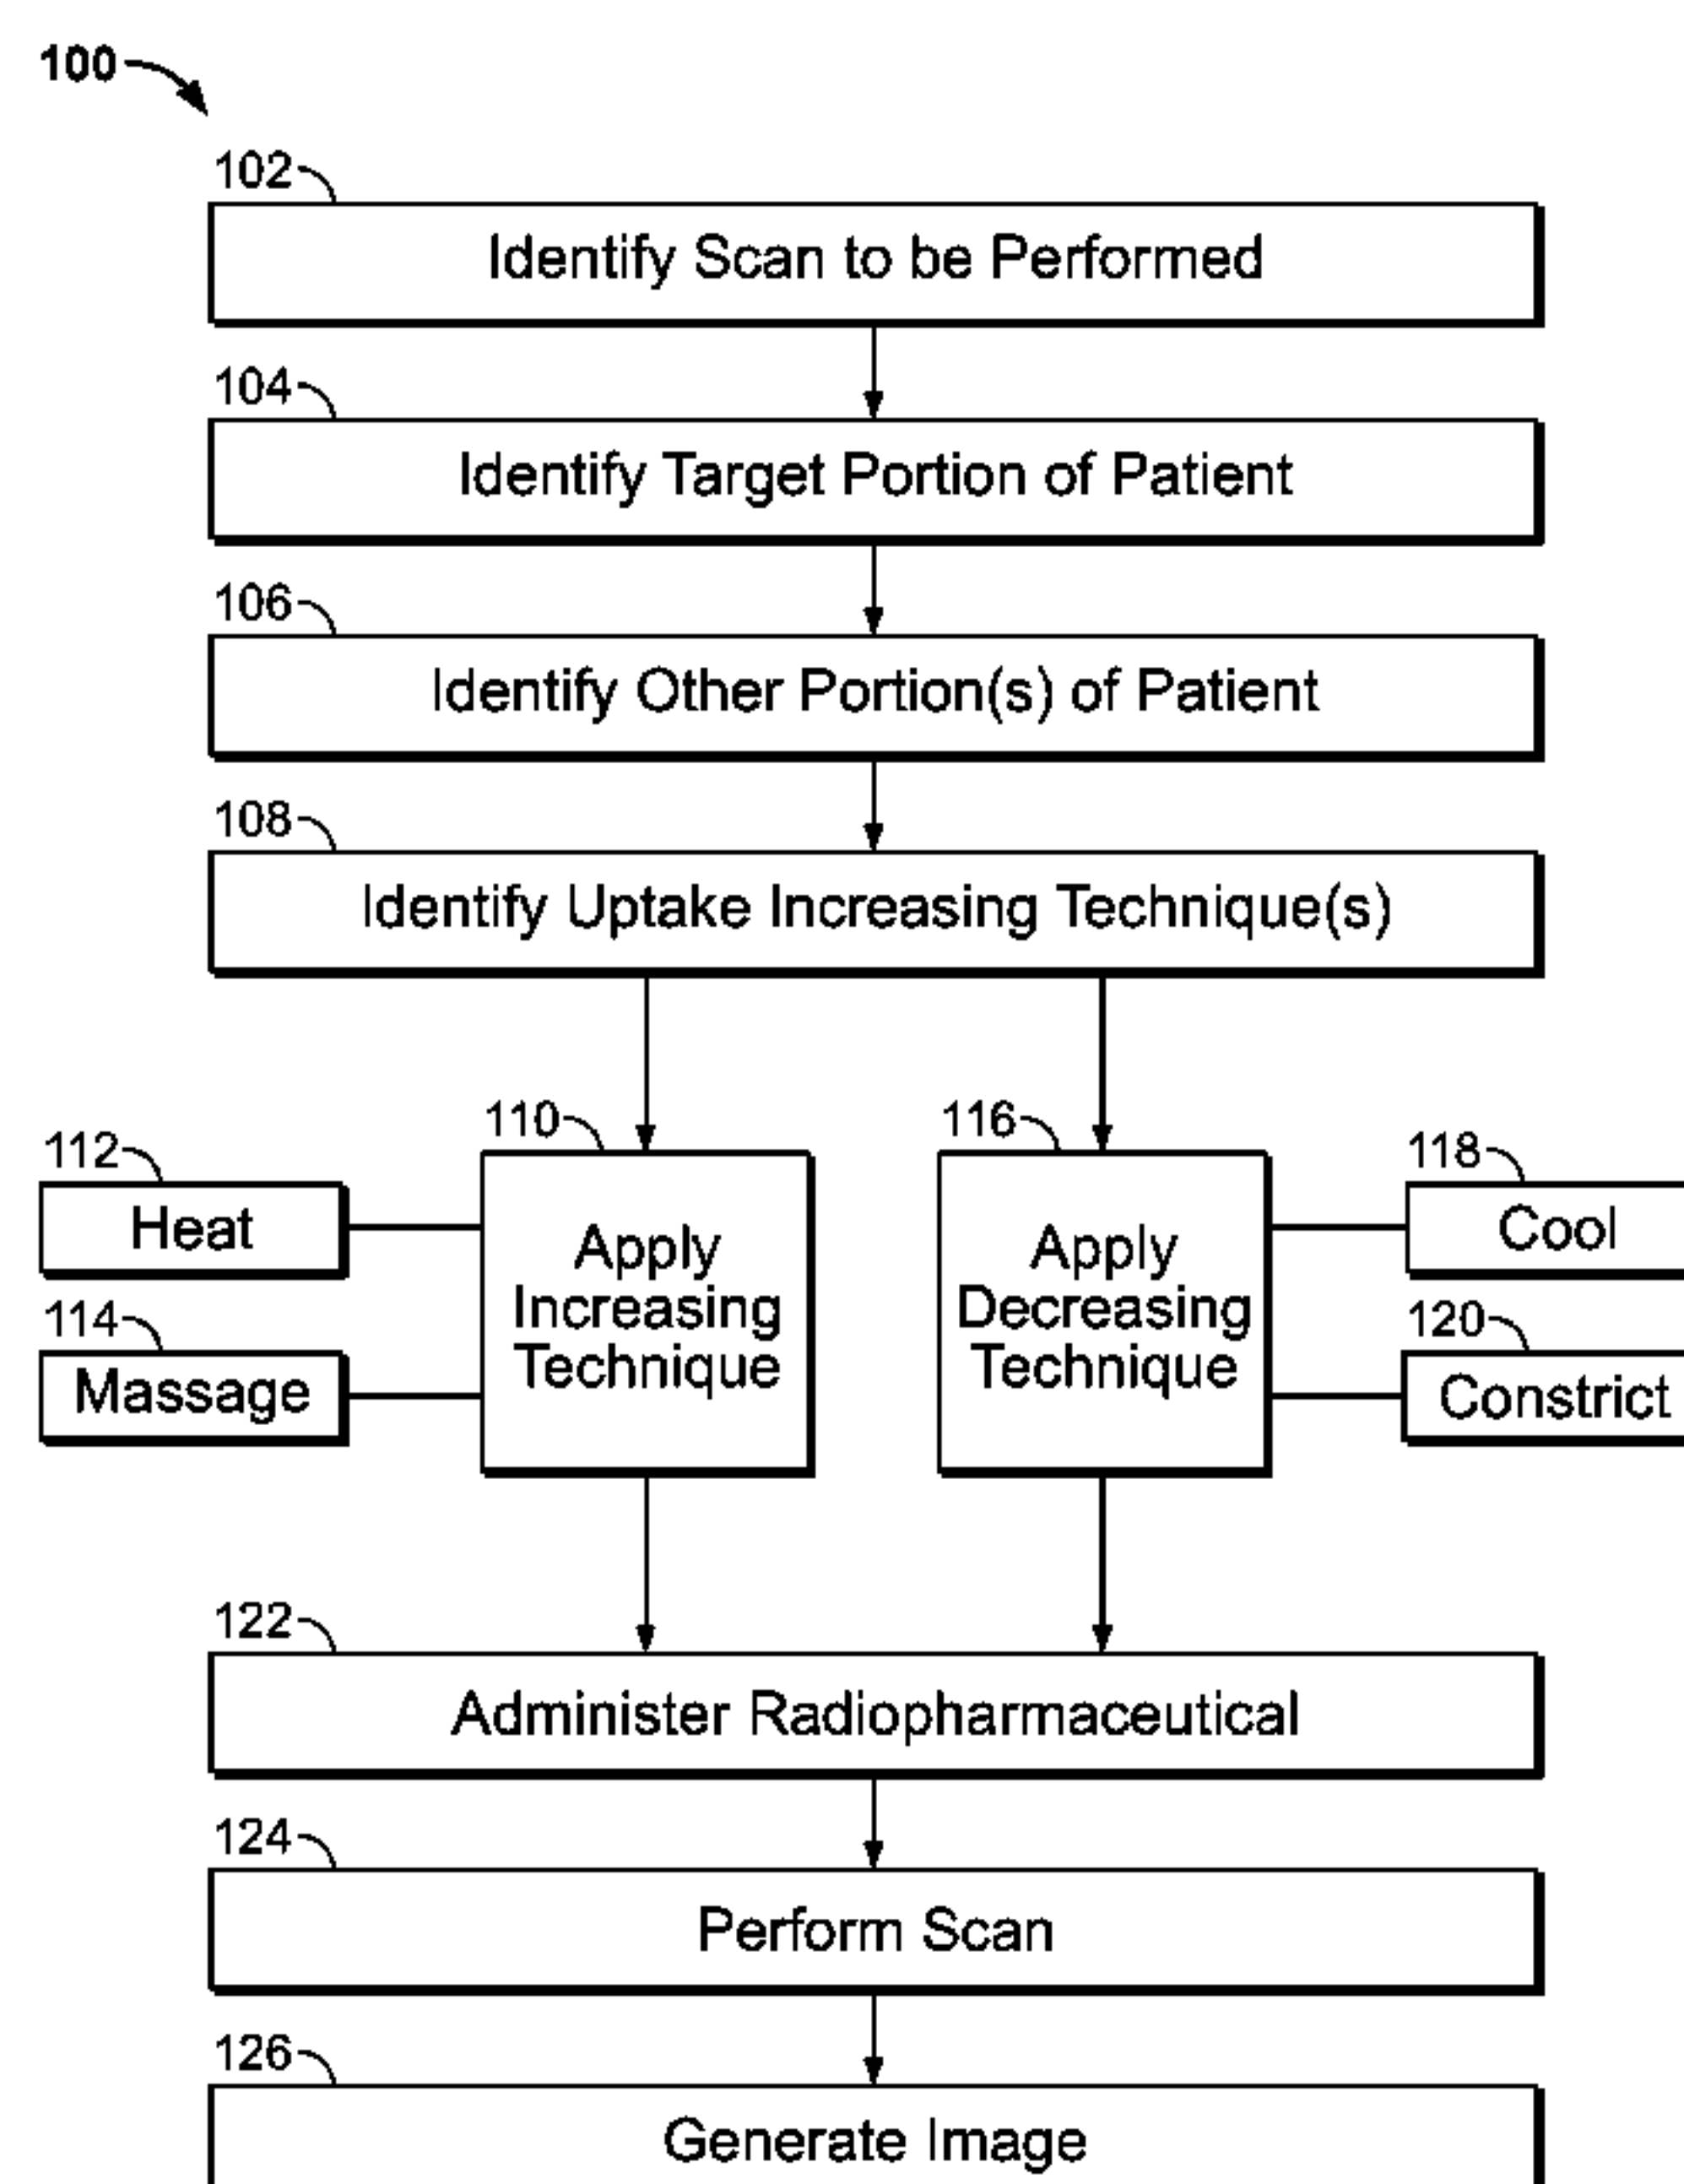 100
102
Identify Scan to be Performed
104
Identify Target Portion of Patient
106
Identify Other Portion(s) of Patient
108
Identify Uptake Increasing Technique(s)
110
116
112
118
Heat
Apply
Increasing
Technique
Apply
Decreasing
Technique
Cool
114
120
Massage
Constrict
122
Administer Radiopharmaceutical
124
Perform Scan
126
Generate Image